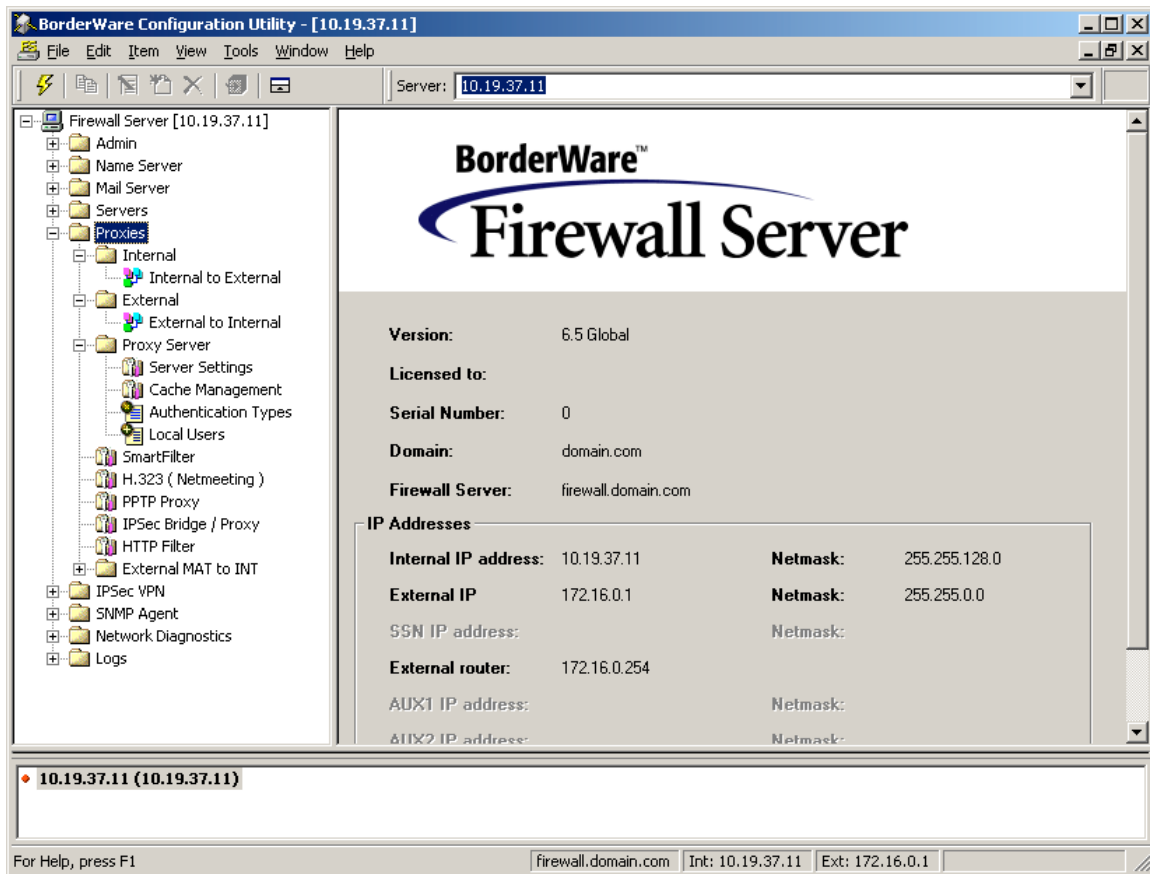 BorderWare Configuration Utility - [10.19.37.11]
File Edit Item View Tools Window Help
Server: 10.19.37.11
Firewall Server [10.19.37.11]
Admin
Name Server
Mail Server
Servers
Proxies
Internal
Internal to External
External
External to Internal
Proxy Server
Server Settings
Cache Management
Authentication Types
Local Users
SmartFilter
H.323 ( Netmeeting )
PPTP Proxy
IPSec Bridge / Proxy
HTTP Filter
External MAT to INT
IPSec VPN
SNMP Agent
Network Diagnostics
Logs
BorderWare™
Firewall Server
Version: 6.5 Global
Licensed to:
Serial Number: 0
Domain: domain.com
Firewall Server: firewall.domain.com
IP Addresses
Internal IP address: 10.19.37.11 Netmask: 255.255.128.0
External IP 172.16.0.1 Netmask: 255.255.0.0
SSN IP address: Netmask:
External router: 172.16.0.254
AUX1 IP address: Netmask:
AUX2 IP address: Netmask:
10.19.37.11 (10.19.37.11)
For Help, press F1
firewall.domain.com Int: 10.19.37.11 Ext: 172.16.0.1